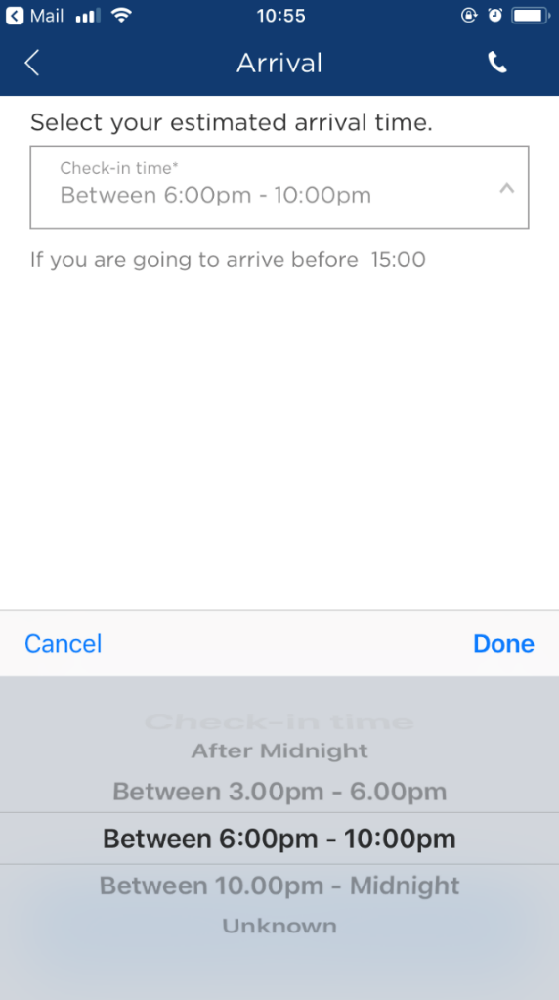 Mail 10:55
Arrival
Select your estimated arrival time.
Check-in time*
Between 6:00pm - 10:00pm
If you are going to arrive before 15:00
Cancel Done
Check-in time
After Midnight
Between 3.00pm - 6.00pm
Between 6:00pm - 10:00pm
Between 10.00pm - Midnight
Unknown